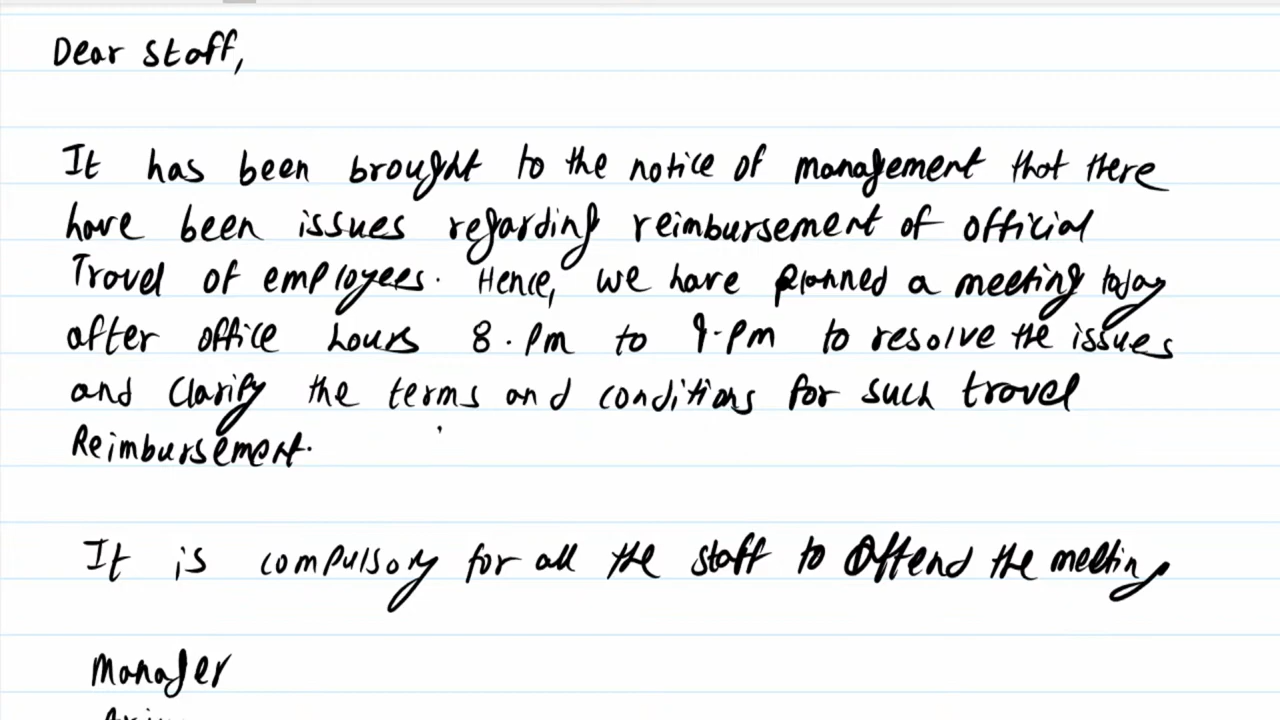 Dear Staff,
It has been brought to the notice of management that there
have been issues regarding reimbursement of official
Travel of employees. Hence, we have planned a meeting today
after office hours 8.pm to 9.pm to resolve the issues
and clarify the terms and conditions for such travel
Reimbursement.
It is compulsory for all the staff to attend the meeting
Manager